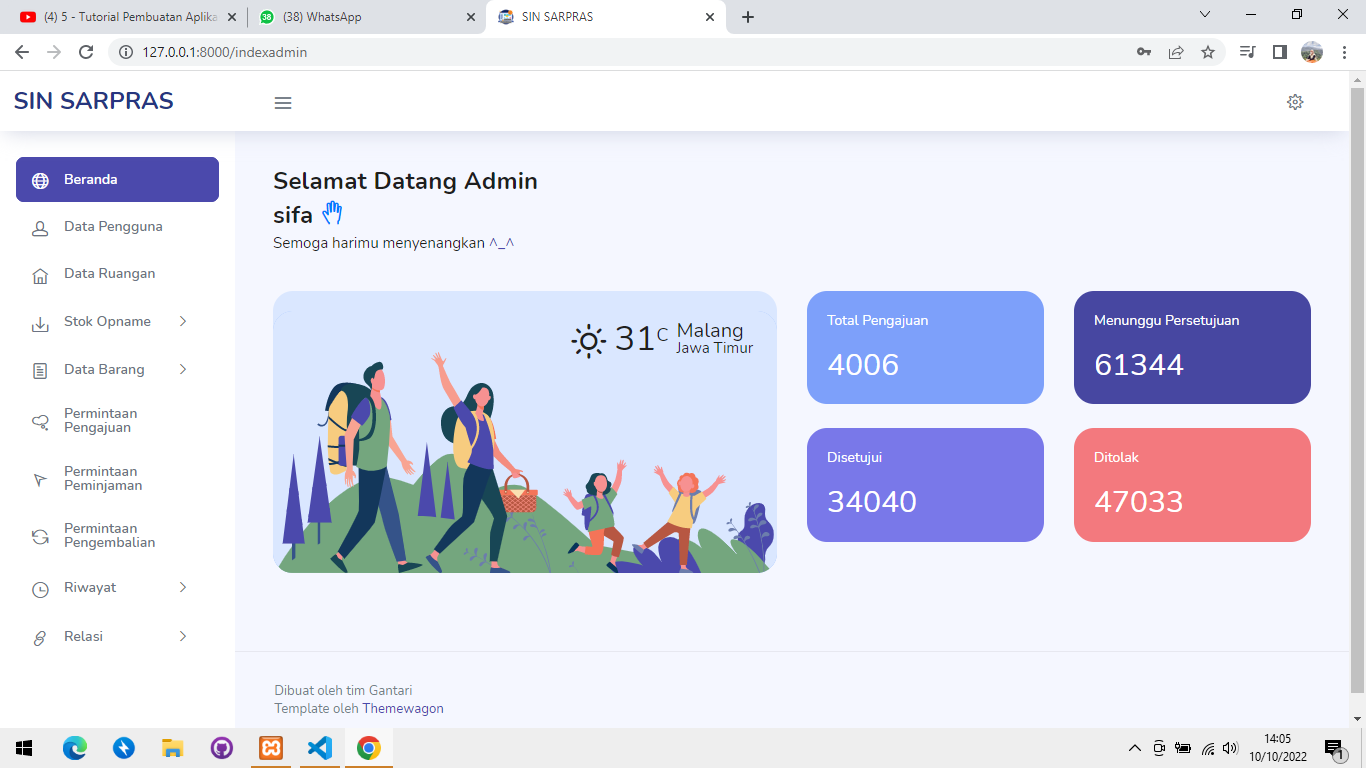 (4) 5 - Tutorial Pembuatan Aplika
38
(38) WhatsApp
SIN SARPRAS
127.0.0.1:8000/indexadmin
SIN SARPRAS
Beranda
Data Pengguna
Data Ruangan
Stok Opname
Data Barang
Permintaan
Pengajuan
Permintaan
Peminjaman
Permintaan
Pengembalian
Riwayat
Relasi
Selamat Datang Admin
sifa
Semoga harimu menyenangkan ^_^
31 C
Malang
Jawa Timur
Total Pengajuan
4006
Menunggu Persetujuan
61344
Disetujui
34040
Ditolak
47033
Dibuat oleh tim Gantari
Template oleh Themewagon
14:05
10/10/2022
1